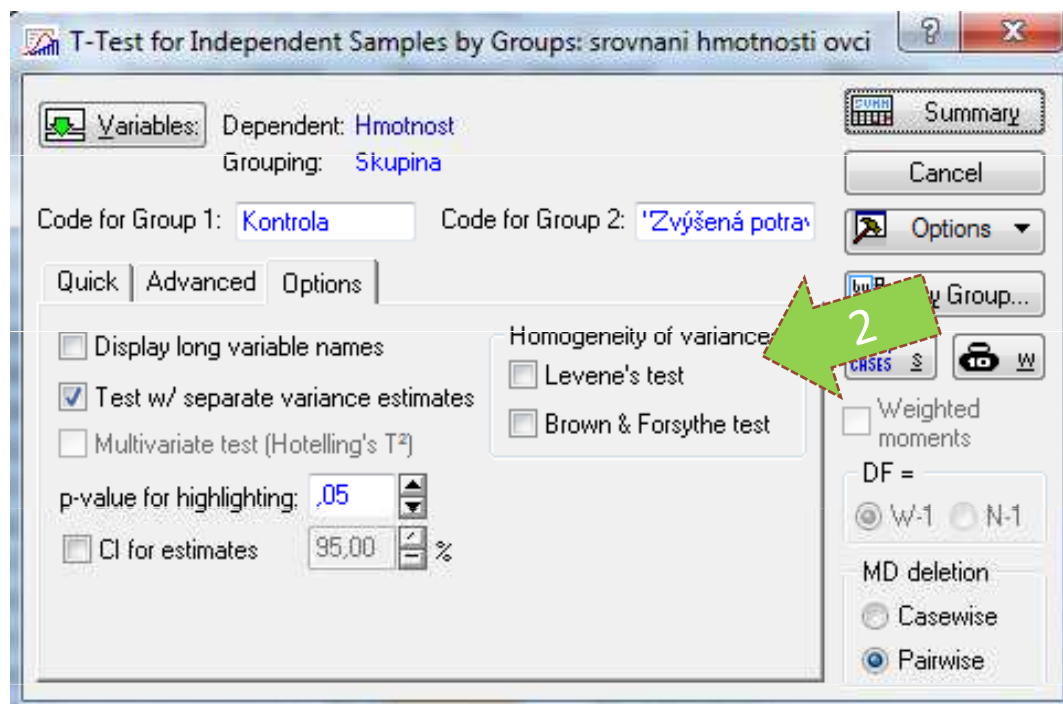 T-Test for Independent Samples by Groups: srovnani hmotnosti ovci
Variables: Dependent: Hmotnost
Grouping: Skupina
Code for Group 1: Kontrola Code for Group 2: "Zvýšená potrav
Quick Advanced Options
Display long variable names
Test w/ separate variance estimates
Multivariate test (Hotelling's T²)
p-value for highlighting: ,05
CI for estimates 95,00 %
Homogeneity of variance
Levene's test
Brown & Forsythe test
2
Summary
Cancel
Options
Group...
CASES S W
Weighted
moments
DF =
W-1 N-1
MD deletion
Casewise
Pairwise